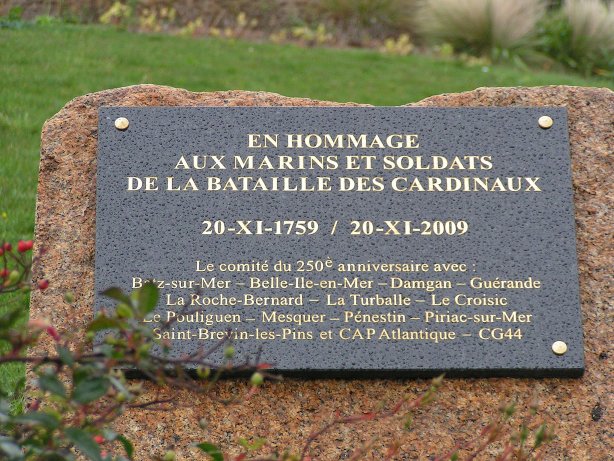 EN HOMMAGE
AUX MARINS ET SOLDATS
DE LA BATAILLE DES CARDINAUX
20-XI-1759 / 20-XI-2009
Le comité du 250è anniversaire avec :
Batz-sur-Mer – Belle-Ile-en-Mer – Damgan – Guérande
La Roche-Bernard – La Turballe – Le Croisic
Le Pouliguen – Mesquer – Pénestin – Piriac-sur-Mer
Saint-Brevin-les-Pins et CAP Atlantique – CG44